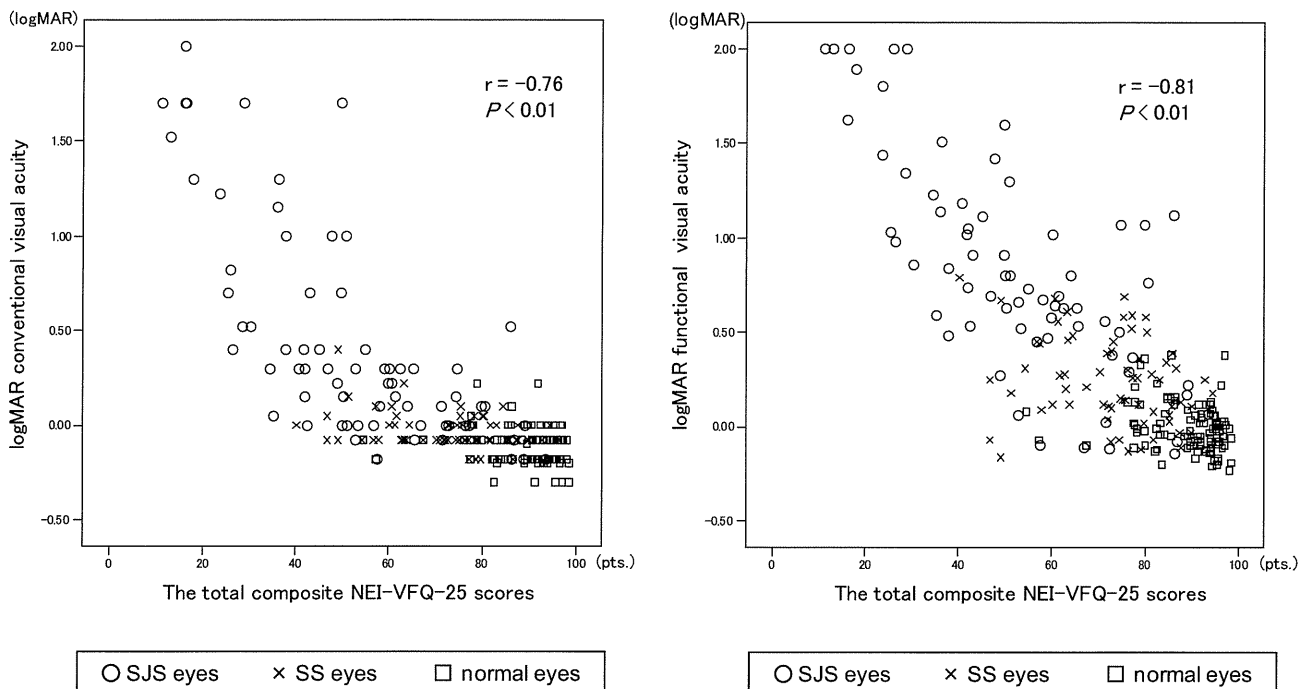 (logMAR)
2.00
1.50
1.00
0.50
0.00
-0.50
logMAR conventional visual acuity
r = -0.76
P < 0.01
0 20 40 60 80 100 (pts.)
The total composite NEI-VFQ-25 scores
SJS eyes SS eyes normal eyes
(logMAR)
2.00
1.50
1.00
0.50
0.00
-0.50
logMAR functional visual acuity
r = -0.81
P < 0.01
0 20 40 60 80 100 (pts.)
The total composite NEI-VFQ-25 scores
SJS eyes SS eyes normal eyes